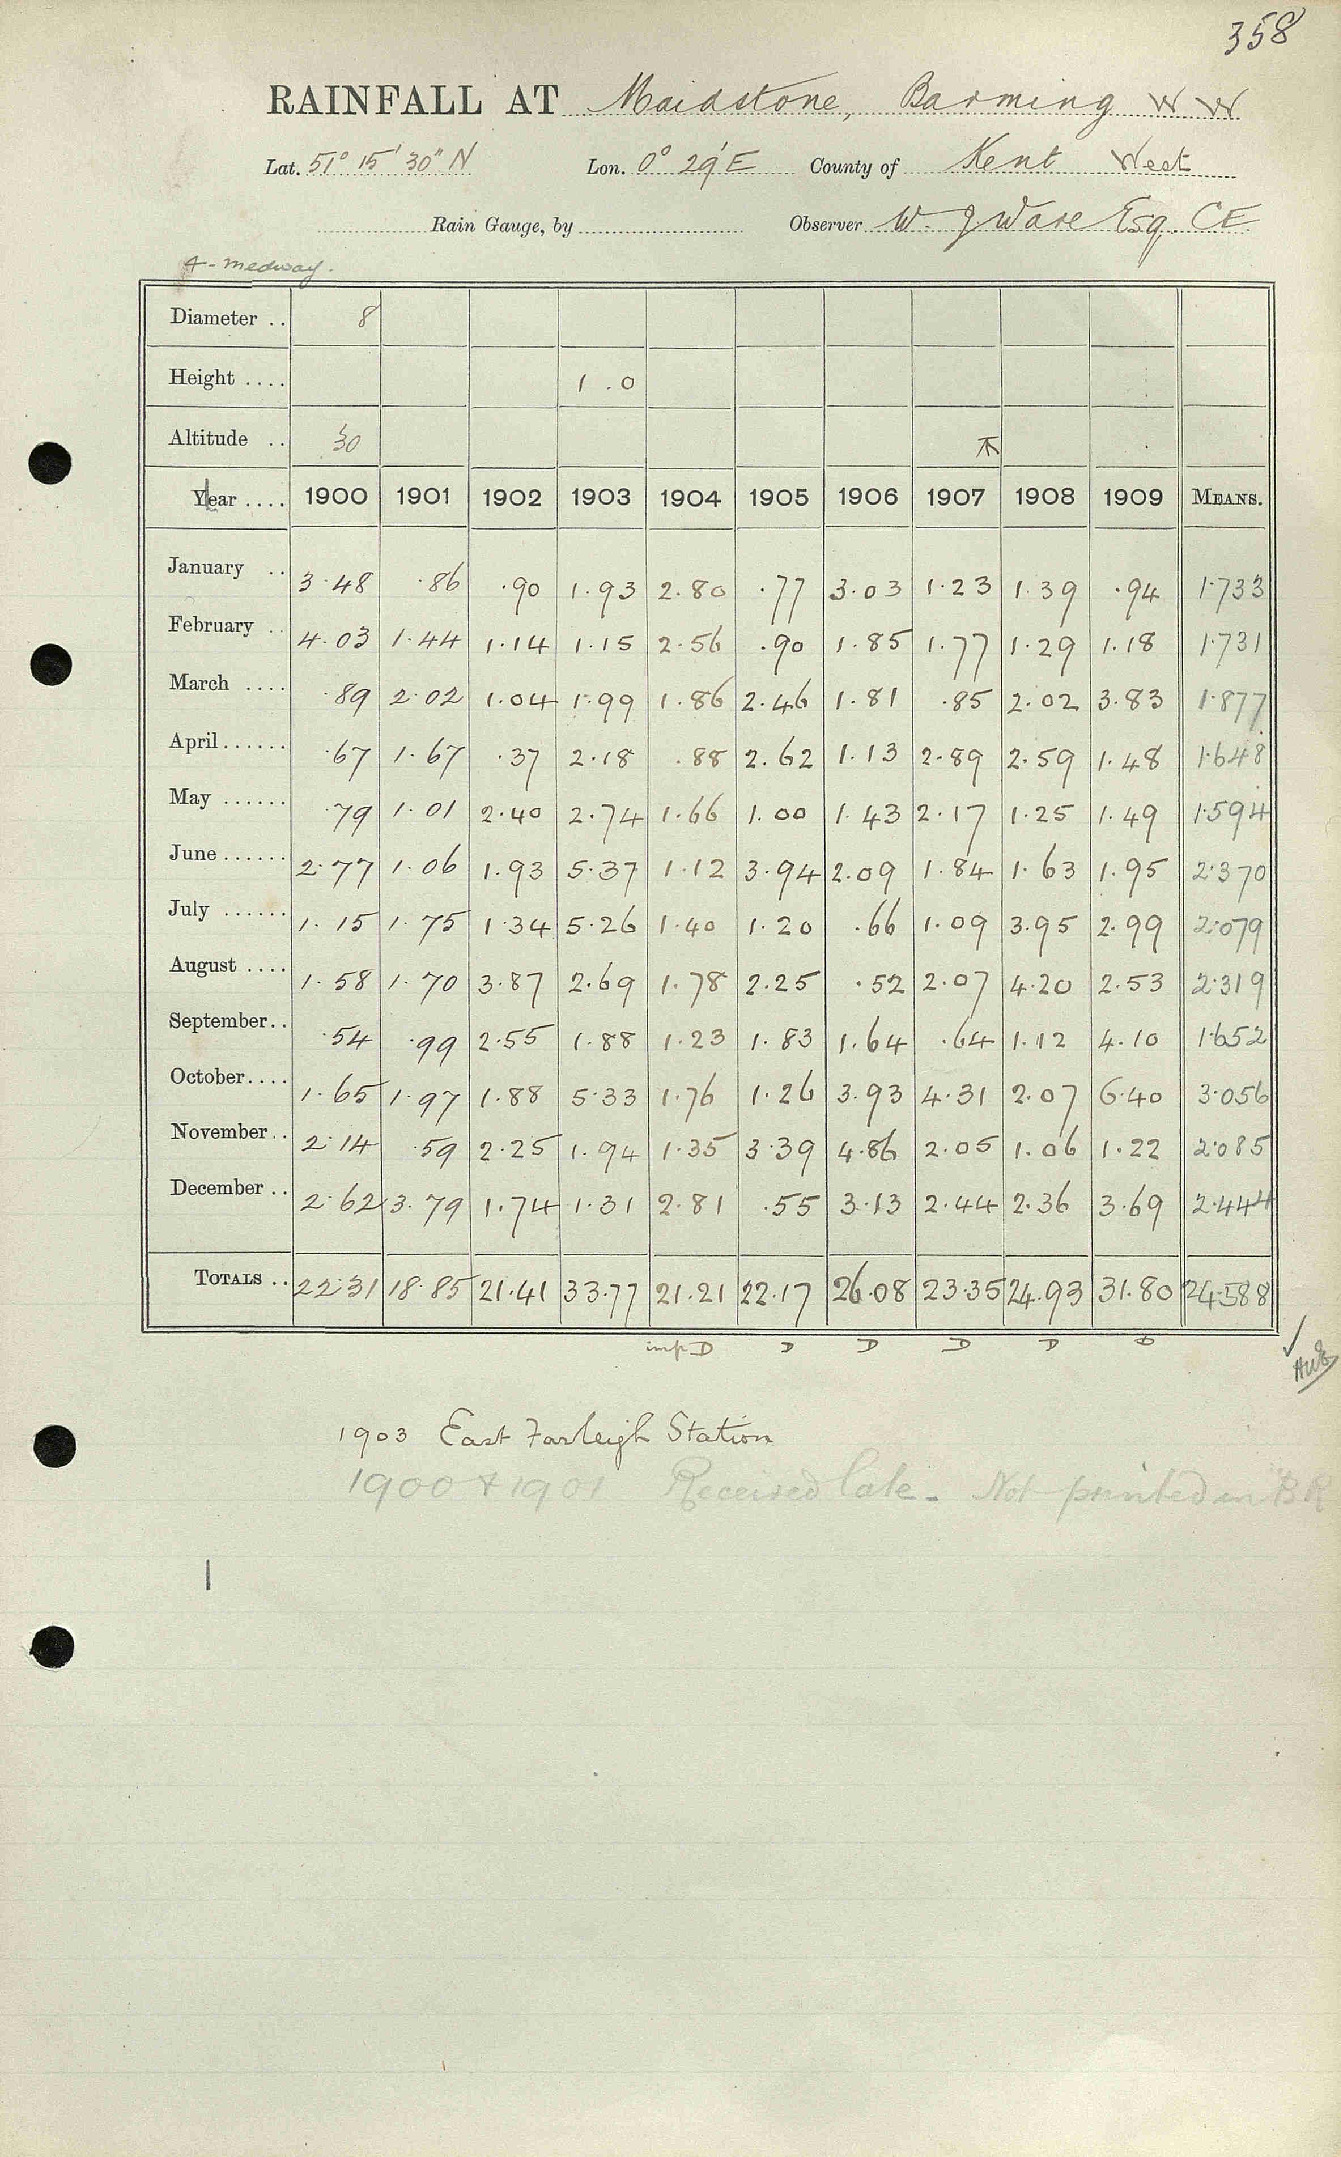 358
RAINFALL AT Maidstone, Barming W W
Lat. 51° 15' 30" N Lon. 0° 29' E County of Kent West
Rain Gauge, by Observer W. J. Ware Esq. CE
4 - Medway.
Diameter .. 8
Height .... 1.0
Altitude .. 30
Year .... 1900 1901 1902 1903 1904 1905 1906 1907 1908 1909 MEANS.
January .. 3.48 .86 .90 1.93 2.80 .77 3.03 1.23 1.39 .94 1.733
February .. 4.03 1.44 1.14 1.15 2.56 .90 1.85 1.77 1.29 1.18 1.731
March .... .89 2.02 1.04 1.99 1.86 2.46 1.81 .85 2.02 3.83 1.877
April...... .67 1.67 .37 2.18 .88 2.62 1.13 2.89 2.59 1.48 1.648
May ...... .79 1.01 2.40 2.74 1.66 1.00 1.43 2.17 1.25 1.49 1.594
June...... 2.77 1.06 1.93 5.37 1.12 3.94 2.09 1.84 1.63 1.95 2.370
July ...... 1.15 1.75 1.34 5.26 1.40 1.20 .66 1.09 3.95 2.99 2.079
August .... 1.58 1.70 3.87 2.69 1.78 2.25 .52 2.07 4.20 2.53 2.319
September.. .54 .99 2.55 1.88 1.23 1.83 1.64 .64 1.12 4.10 1.652
October.... 1.65 1.97 1.88 5.33 1.76 1.26 3.93 4.31 2.07 6.40 3.056
November.. 2.14 .59 2.25 1.94 1.35 3.39 4.86 2.05 1.06 1.22 2.085
December .. 2.62 3.79 1.74 1.31 2.81 .55 3.13 2.44 2.36 3.69 2.444
TOTALS .. 22.31 18.85 21.41 33.77 21.21 22.17 26.08 23.35 24.93 31.80 24.588
imp D D D D D D
1903 East Farleigh Station
1900 & 1901 Received late. Not printed in BR